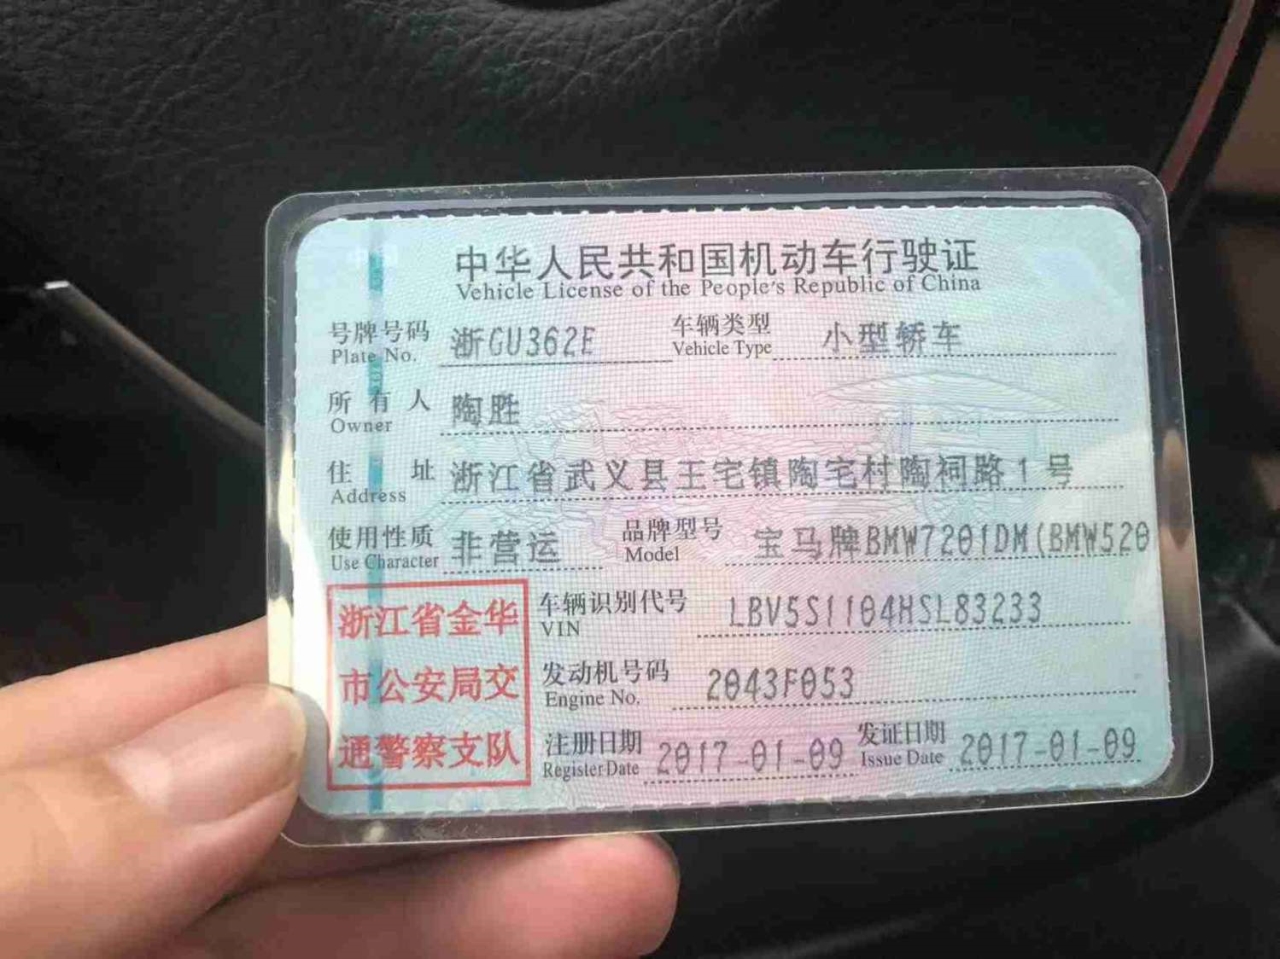 中华人民共和国机动车行驶证
Vehicle License of the People's Republic of China
号牌号码 浙GU362E 车辆类型 小型轿车
Plate No. Vehicle Type
所有人 陶胜
Owner
住址 浙江省武义县王宅镇陶宅村陶祠路1号
Address
使用性质 非营运 品牌型号 宝马牌BMW7201DM(BMW520
Use Character Model
浙江省金华
市公安局交
通警察支队
车辆识别代号 LBV5S1104HSL83233
VIN
发动机号码 2043F053
Engine No.
注册日期 2017-01-09 发证日期 2017-01-09
Register Date Issue Date